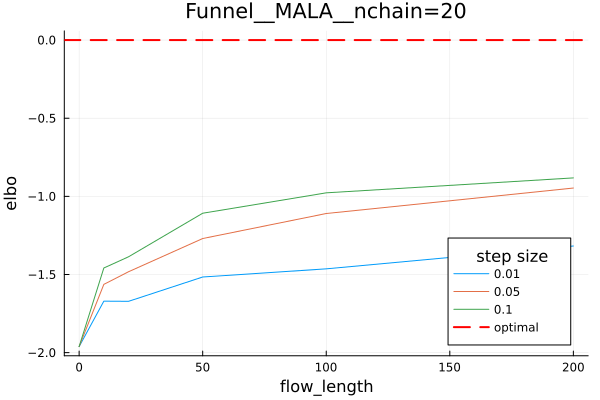 Funnel__MALA__nchain=20
0.0
−0.5
−1.0
−1.5
−2.0
elbo
step size
0.01
0.05
0.1
optimal
0 50 100 150 200
flow_length